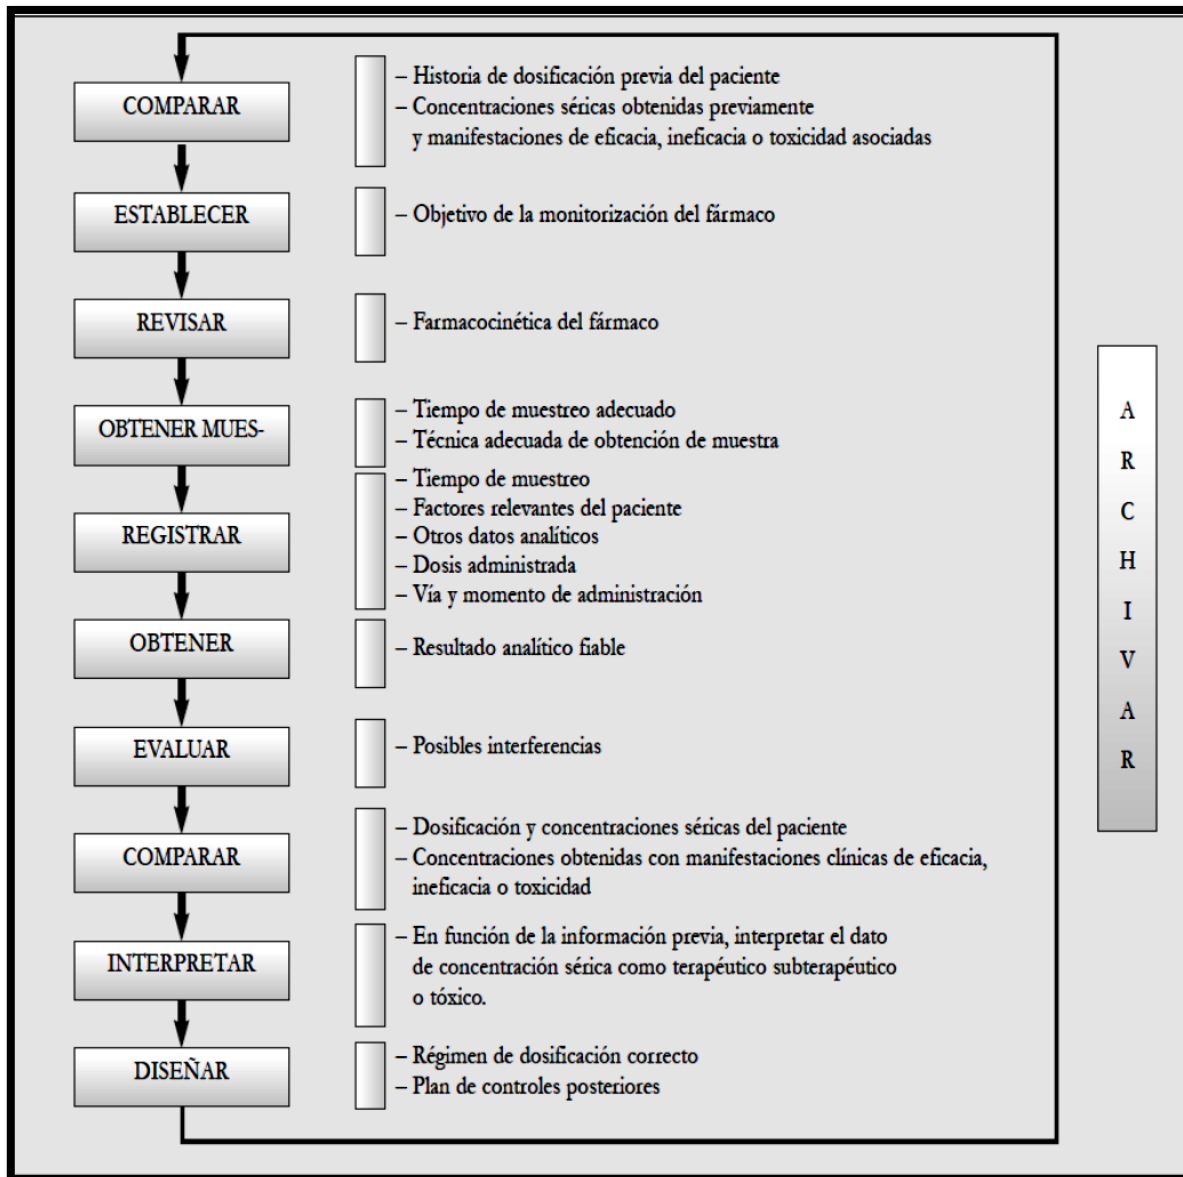 COMPARAR
– Historia de dosificación previa del paciente
– Concentraciones séricas obtenidas previamente
y manifestaciones de eficacia, ineficacia o toxicidad asociadas
ESTABLECER
– Objetivo de la monitorización del fármaco
REVISAR
– Farmacocinética del fármaco
OBTENER MUES-
– Tiempo de muestreo adecuado
– Técnica adecuada de obtención de muestra
REGISTRAR
– Tiempo de muestreo
– Factores relevantes del paciente
– Otros datos analíticos
– Dosis administrada
– Vía y momento de administración
OBTENER
– Resultado analítico fiable
EVALUAR
– Posibles interferencias
COMPARAR
– Dosificación y concentraciones séricas del paciente
– Concentraciones obtenidas con manifestaciones clínicas de eficacia,
ineficacia o toxicidad
INTERPRETAR
– En función de la información previa, interpretar el dato
de concentración sérica como terapéutico subterapéutico
o tóxico.
DISEÑAR
– Régimen de dosificación correcto
– Plan de controles posteriores
A
R
C
H
I
V
A
R